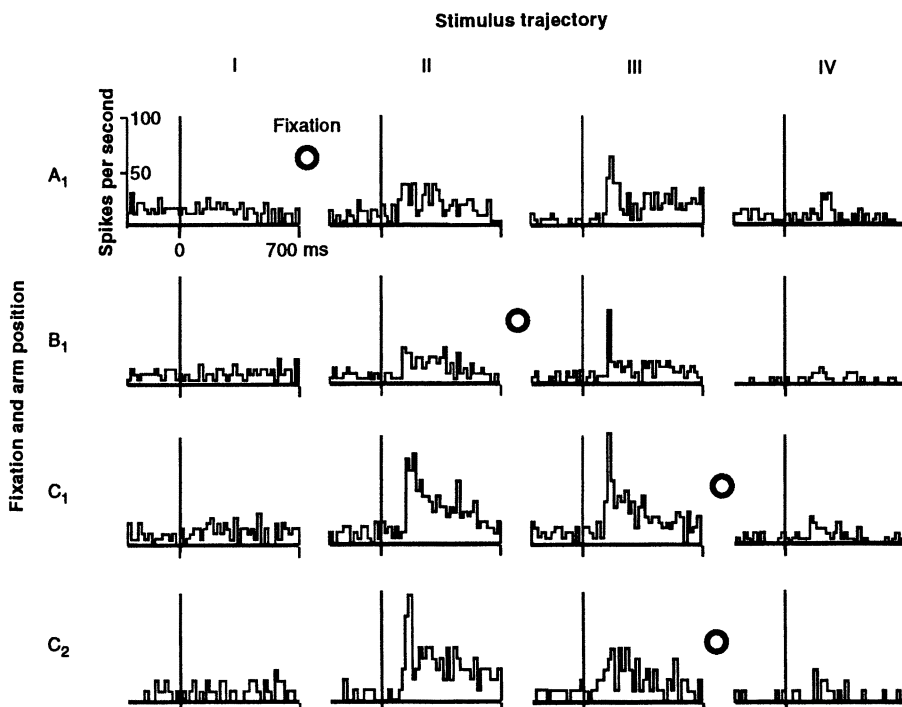 Stimulus trajectory
I II III IV
Fixation and arm position
Spikes per second
100
50
Fixation
0 700 ms
A1
B1
C1
C2